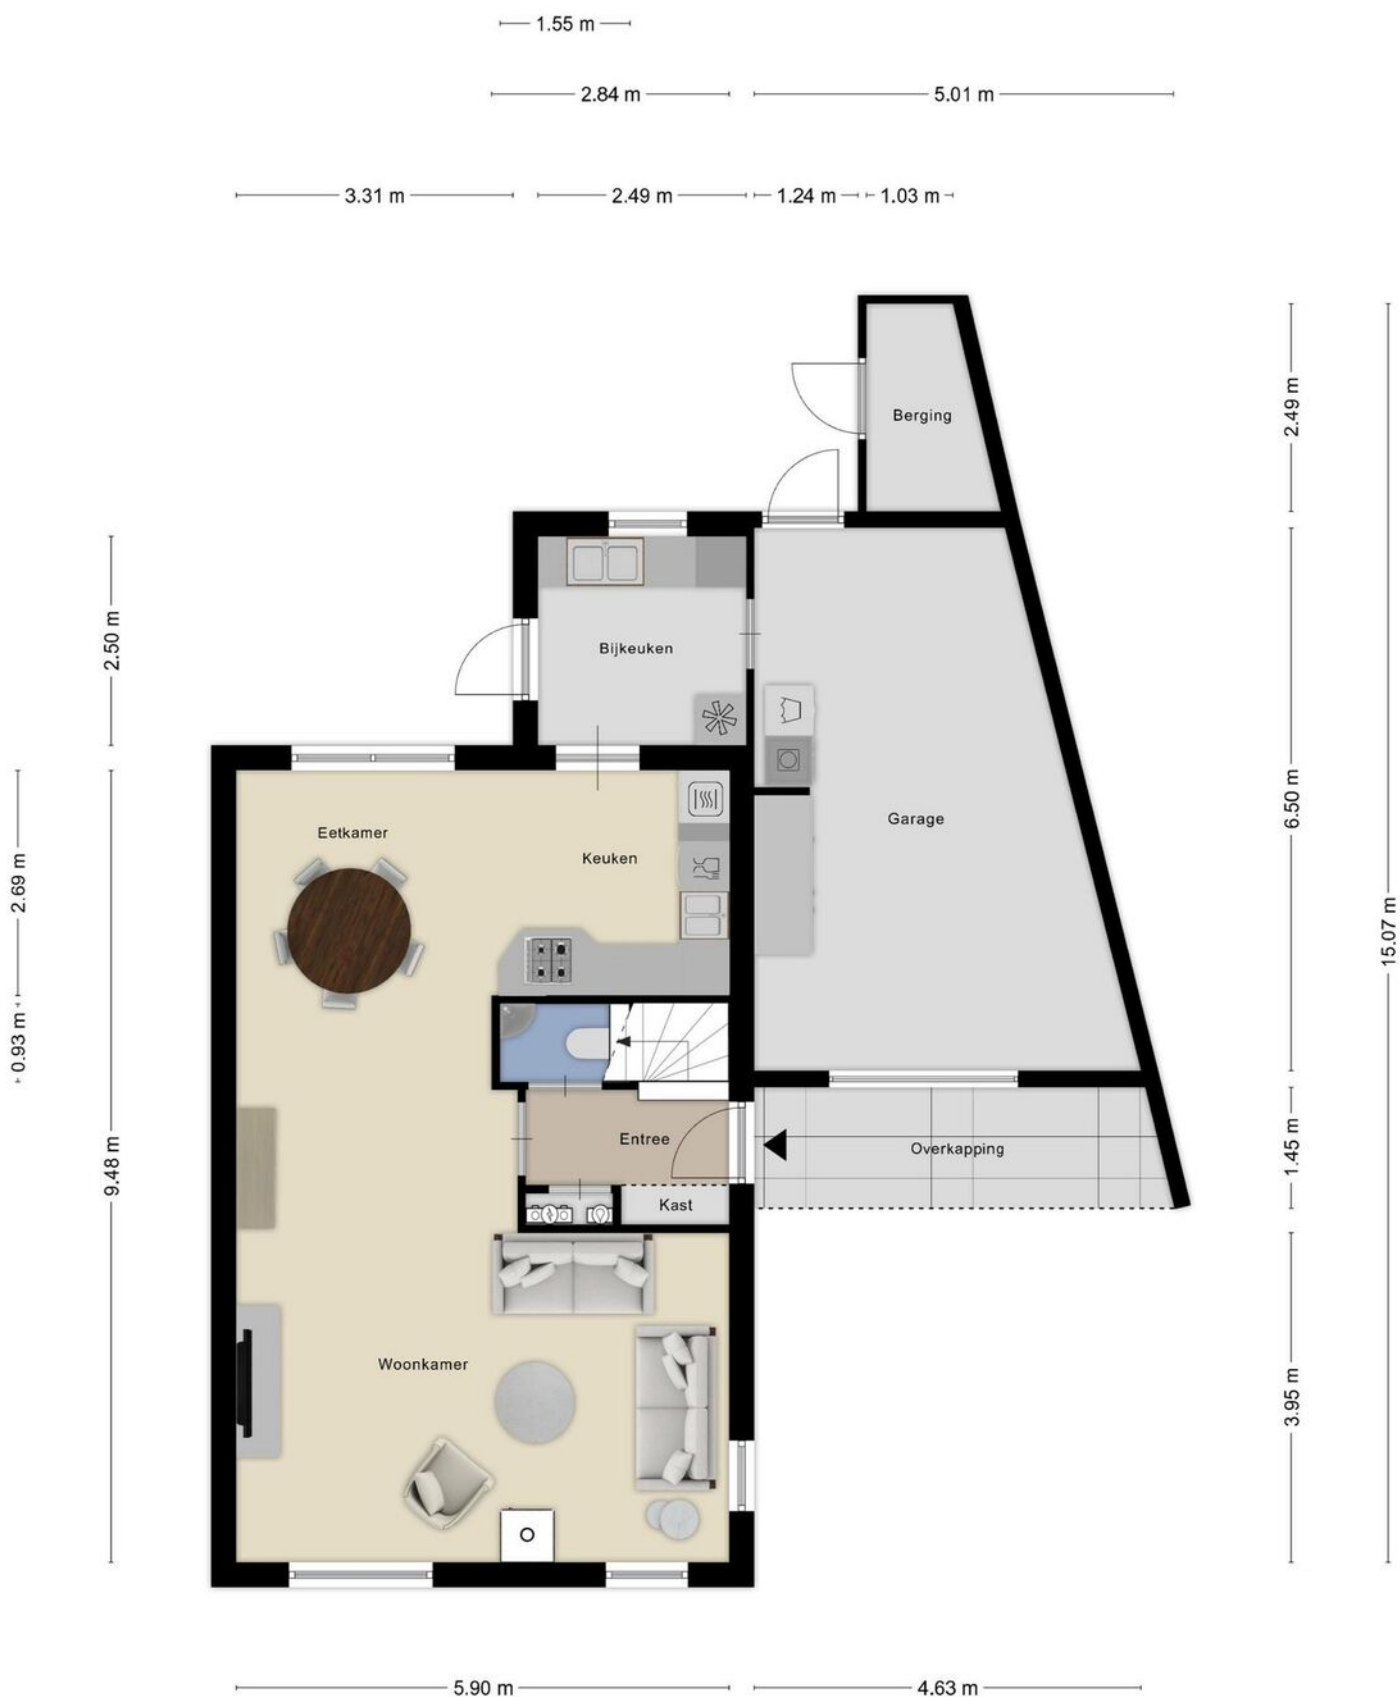 1.55 m
2.84 m
5.01 m
3.31 m
2.49 m
1.24 m
1.03 m
2.49 m
Berging
2.50 m
Bijkeuken
6.50 m
Garage
Eetkamer
Keuken
2.69 m
15.07 m
0.93 m
9.48 m
Entree
Overkapping
1.45 m
Kast
Woonkamer
3.95 m
5.90 m
4.63 m